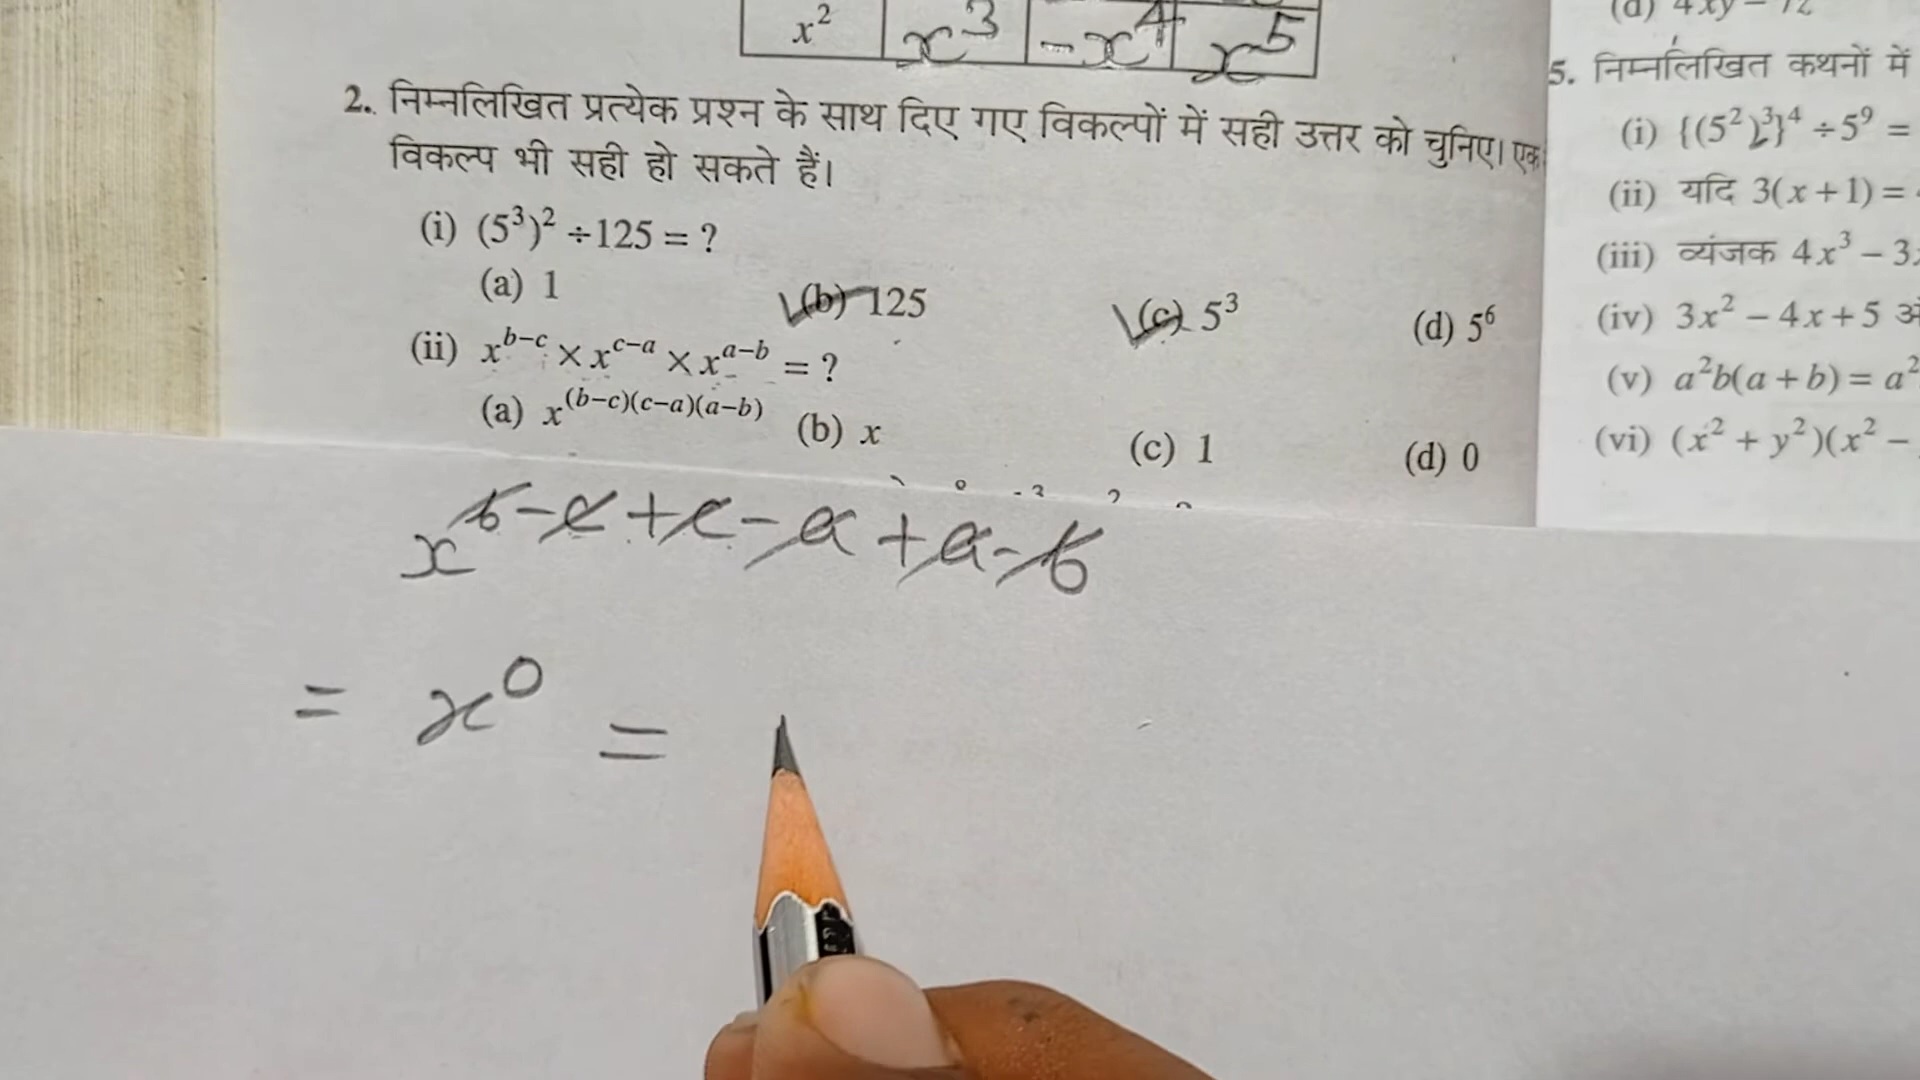 x² x³ -x⁴ x⁵
2. निम्नलिखित प्रत्येक प्रश्न के साथ दिए गए विकल्पों में सही उत्तर को चुनिए। एक
विकल्प भी सही हो सकते हैं।
(i) (5³)² ÷ 125 = ?
(a) 1 (b) 125 (c) 5³ (d) 5⁶
(ii) x^{b-c} × x^{c-a} × x^{a-b} = ?
(a) x^{(b-c)(c-a)(a-b)} (b) x (c) 1 (d) 0
x^{b-c+c-a+a-b}
= x⁰ =
5. निम्नलिखित कथनों में
(i) {(5²)³}⁴ ÷ 5⁹ =
(ii) यदि 3(x+1) =
(iii) व्यंजक 4x³ - 3
(iv) 3x² - 4x + 5
(v) a²b(a + b) = a²
(vi) (x² + y²)(x² -